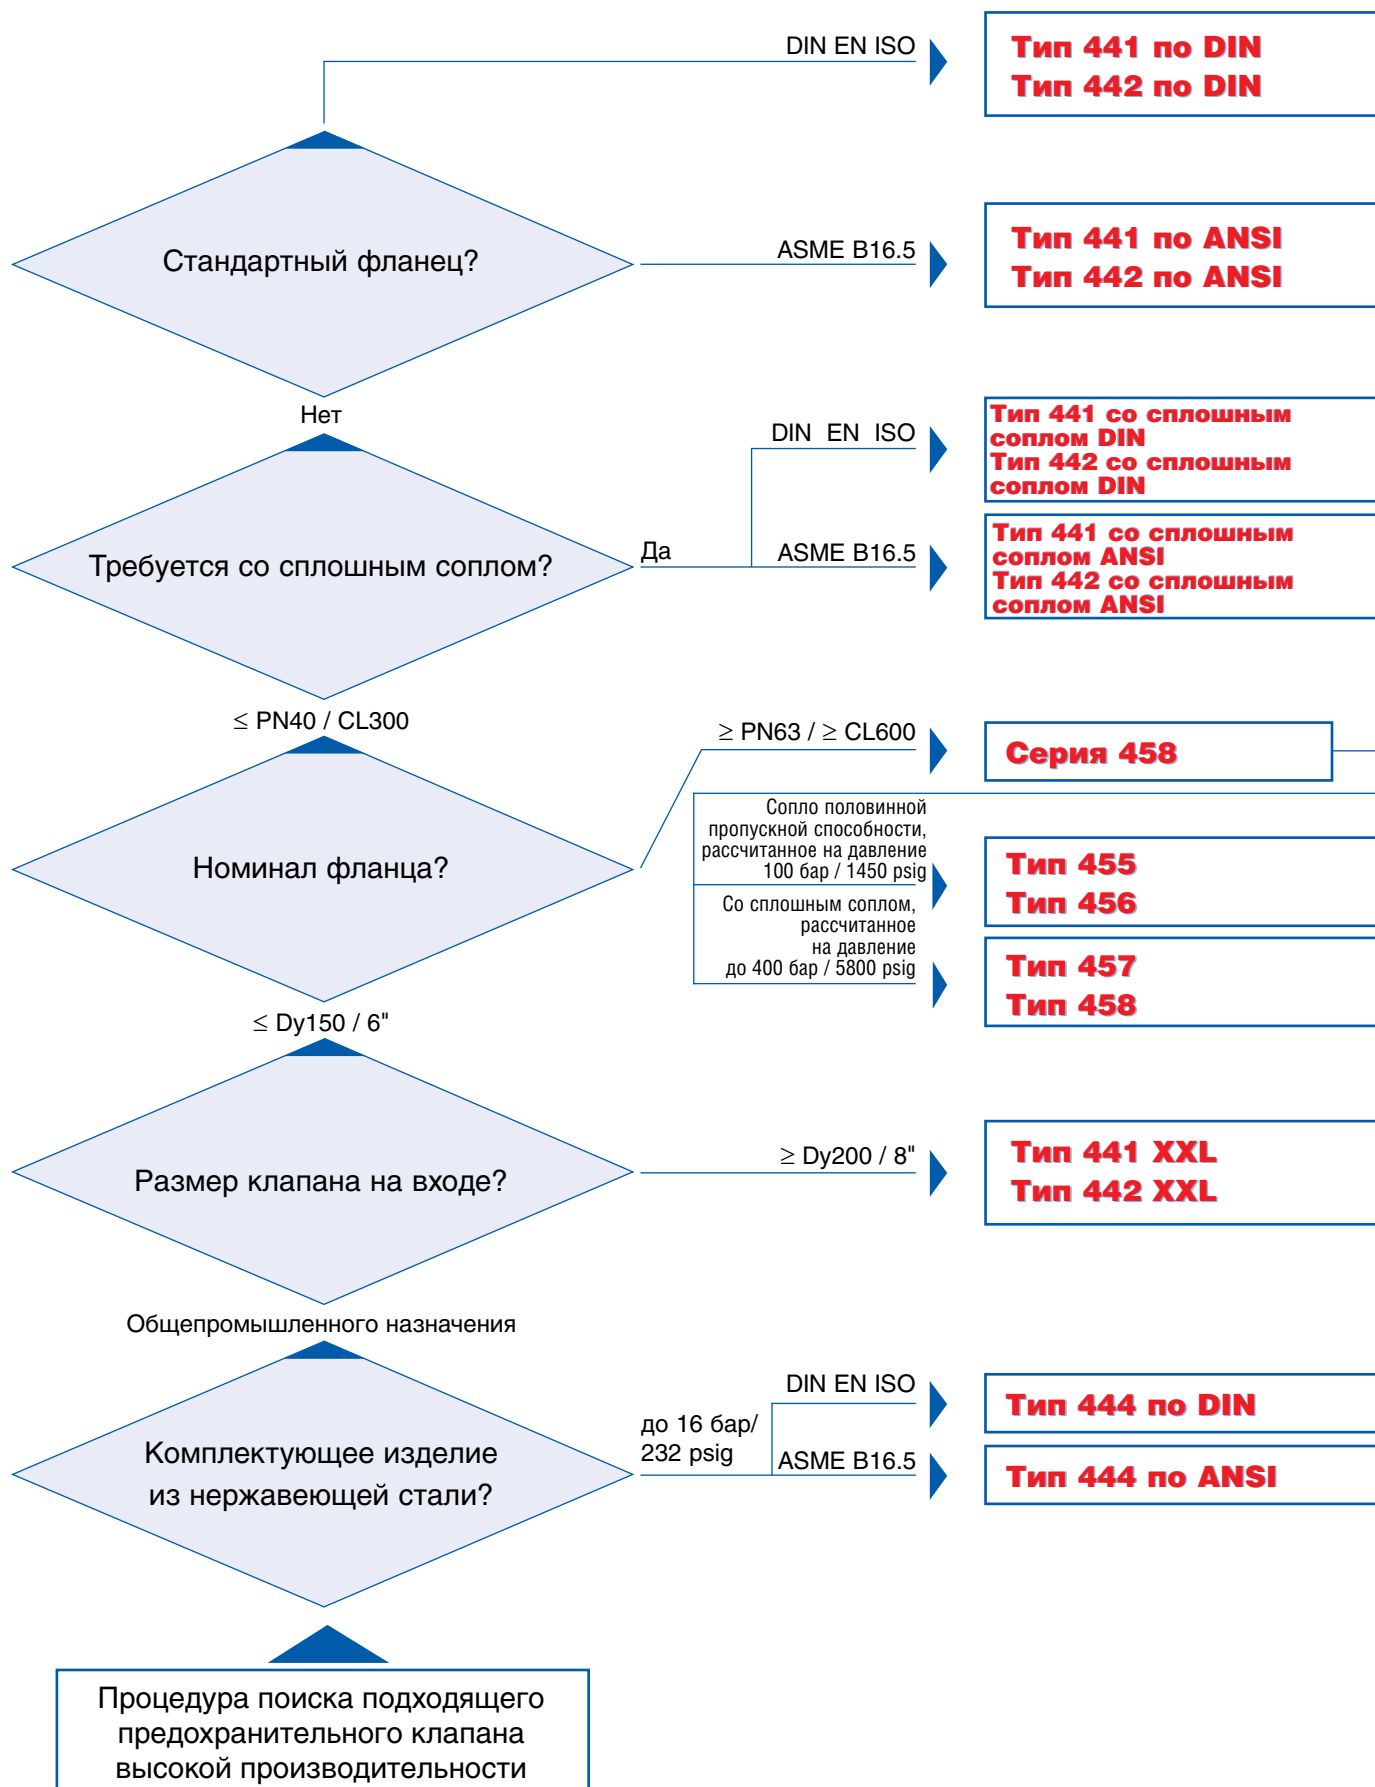 DIN EN ISO
Тип 441 по DIN
Тип 442 по DIN
Стандартный фланец?
ASME B16.5
Тип 441 по ANSI
Тип 442 по ANSI
Нет
DIN EN ISO
Тип 441 со сплошным
соплом DIN
Тип 442 со сплошным
соплом DIN
Требуется со сплошным соплом?
Да
ASME B16.5
Тип 441 со сплошным
соплом ANSI
Тип 442 со сплошным
соплом ANSI
≤ PN40 / CL300
≥ PN63 / ≥ CL600
Серия 458
Номинал фланца?
Сопло половинной
пропускной способности,
рассчитанное на давление
100 бар / 1450 psig
Тип 455
Тип 456
Со сплошным соплом,
рассчитанное
на давление
до 400 бар / 5800 psig
Тип 457
Тип 458
≤ Dy150 / 6"
Размер клапана на входе?
≥ Dy200 / 8"
Тип 441 XXL
Тип 442 XXL
Общепромышленного назначения
Комплектующее изделие
из нержавеющей стали?
до 16 бар/
232 psig
DIN EN ISO
Тип 444 по DIN
ASME B16.5
Тип 444 по ANSI
Процедура поиска подходящего
предохранительного клапана
высокой производительности